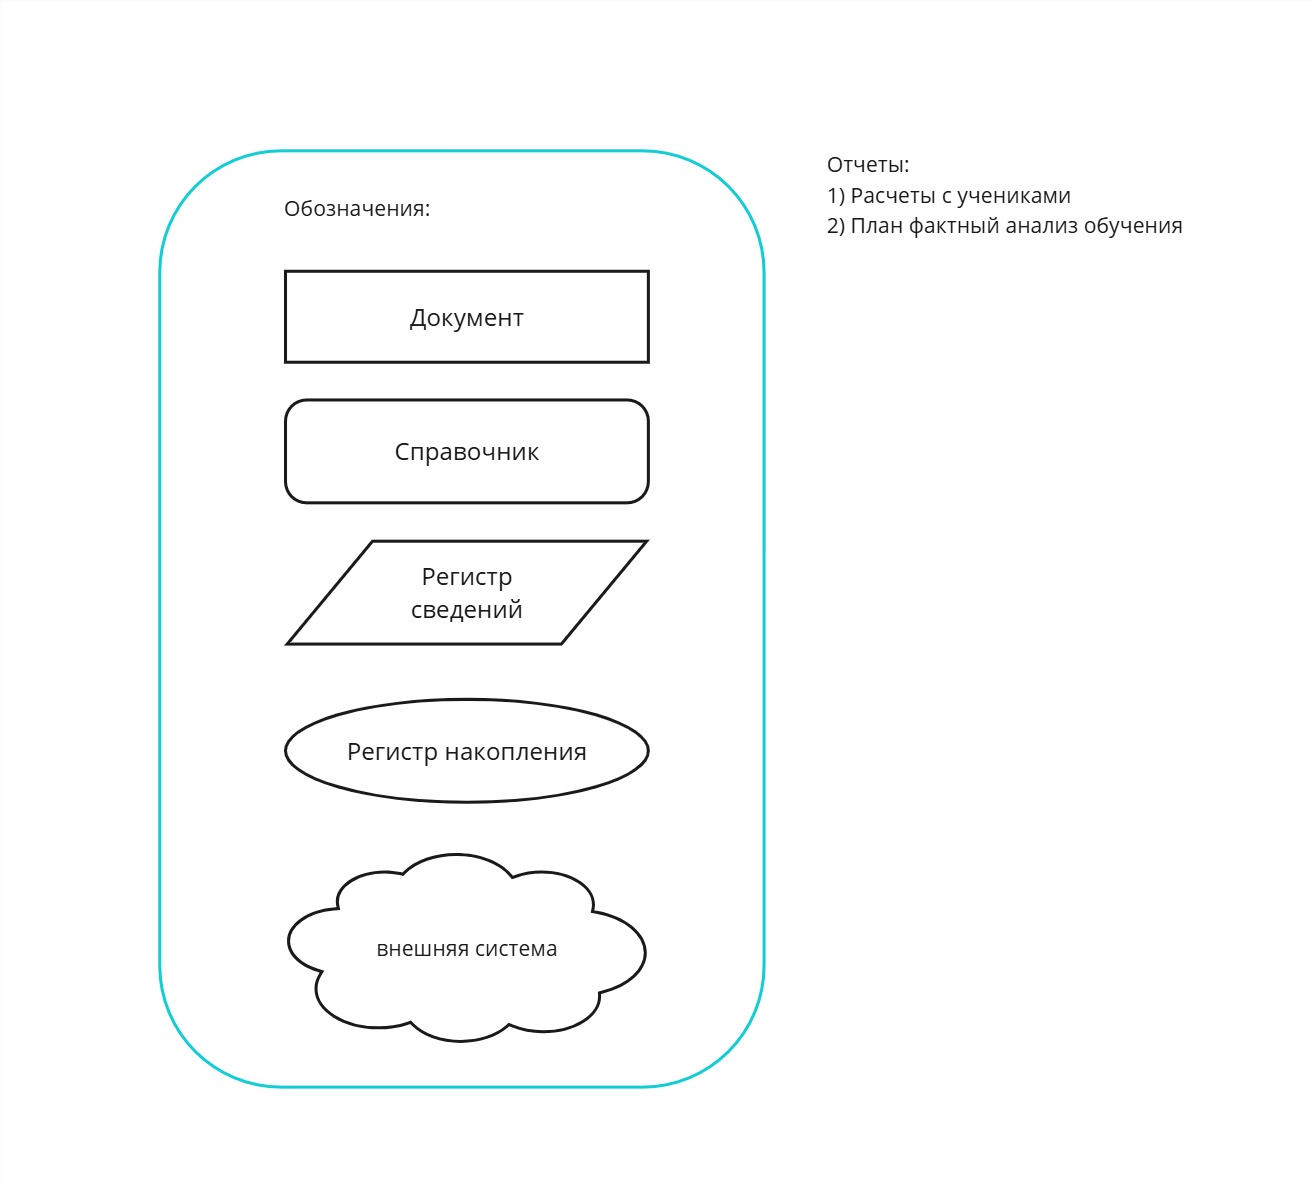 Обозначения:
Документ
Справочник
Регистр
сведений
Регистр накопления
внешняя система
Отчеты:
1) Расчеты с учениками
2) План фактный анализ обучения